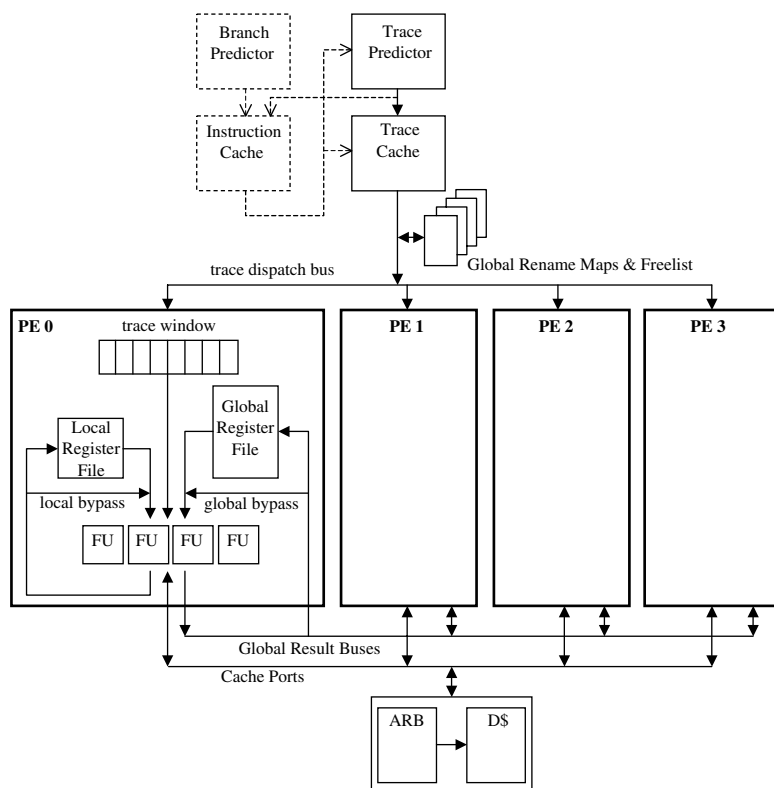 Branch
Predictor
Trace
Predictor
Instruction
Cache
Trace
Cache
Global Rename Maps & Freelist
trace dispatch bus
PE 0
trace window
PE 1
PE 2
PE 3
Local
Register
File
Global
Register
File
local bypass
global bypass
FU
FU
FU
FU
Global Result Buses
Cache Ports
ARB
D$